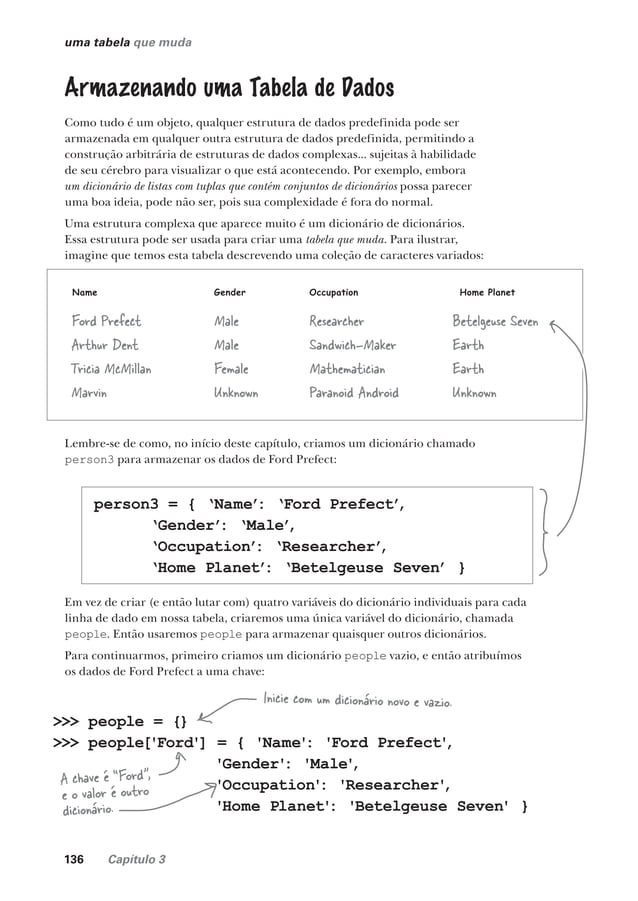 uma tabela que muda
Armazenando uma Tabela de Dados
Como tudo é um objeto, qualquer estrutura de dados predefinida pode ser
armazenada em qualquer outra estrutura de dados predefinida, permitindo a
construção arbitrária de estruturas de dados complexas... sujeitas à habilidade
de seu cérebro para visualizar o que está acontecendo. Por exemplo, embora
um dicionário de listas com tuplas que contém conjuntos de dicionários possa parecer
uma boa ideia, pode não ser, pois sua complexidade é fora do normal.
Uma estrutura complexa que aparece muito é um dicionário de dicionários.
Essa estrutura pode ser usada para criar uma tabela que muda. Para ilustrar,
imagine que temos esta tabela descrevendo uma coleção de caracteres variados:
Name Gender Occupation Home Planet
Ford Prefect Male Researcher Betelgeuse Seven
Arthur Dent Male Sandwich-Maker Earth
Tricia McMillan Female Mathematician Earth
Marvin Unknown Paranoid Android Unknown
Lembre-se de como, no início deste capítulo, criamos um dicionário chamado
person3 para armazenar os dados de Ford Prefect:
person3 = { ‘Name’: ‘Ford Prefect’,
‘Gender’: ‘Male’,
‘Occupation’: ‘Researcher’,
‘Home Planet’: ‘Betelgeuse Seven’ }
Em vez de criar (e então lutar com) quatro variáveis do dicionário individuais para cada
linha de dado em nossa tabela, criaremos uma única variável do dicionário, chamada
people. Então usaremos people para armazenar quaisquer outros dicionários.
Para continuarmos, primeiro criamos um dicionário people vazio, e então atribuímos
os dados de Ford Prefect a uma chave:
Inicie com um dicionário novo e vazio.
>>> people = {}
>>> people['Ford'] = { 'Name': 'Ford Prefect',
'Gender': 'Male',
'Occupation': 'Researcher',
'Home Planet': 'Betelgeuse Seven' }
A chave é “Ford”,
e o valor é outro
dicionário.
136 Capítulo 3